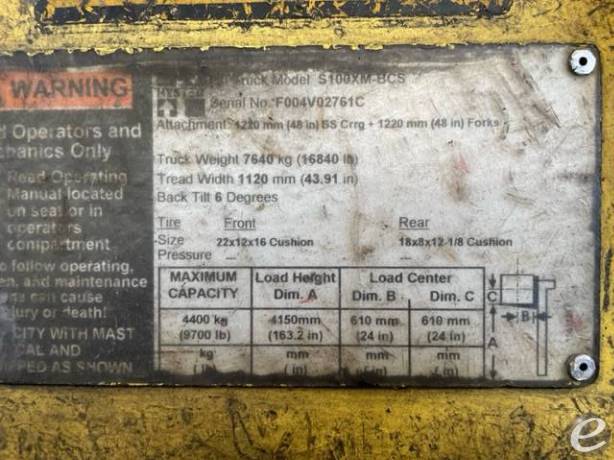 WARNING
Operators and
Only
Read Operating
Manual located
on seat or in
operators
compartment
follow operating,
and maintenance
can cause
or death!
CITY WITH MAST
CAL AND
PED AS SHOWN
HYSTER
Truck Model S100XM-BCS
Serial No. F004V02761C
Attachment 1220 mm (48 in) SS Crrg + 1220 mm (48 in) Forks
Truck Weight 7640 kg (16840 lb)
Tread Width 1120 mm (43.91 in)
Back Tilt 6 Degrees
Tire Front Rear
Size 22x12x16 Cushion 18x8x12-1/8 Cushion
Pressure --- ---
MAXIMUM CAPACITY Load Height Dim. A Load Center Dim. B Dim. C
4400 kg 4150mm 610 mm 610 mm
(9700 lb) (163.2 in) (24 in) (24 in)
kg mm mm mm
( in) ( in)
C
B
A
e